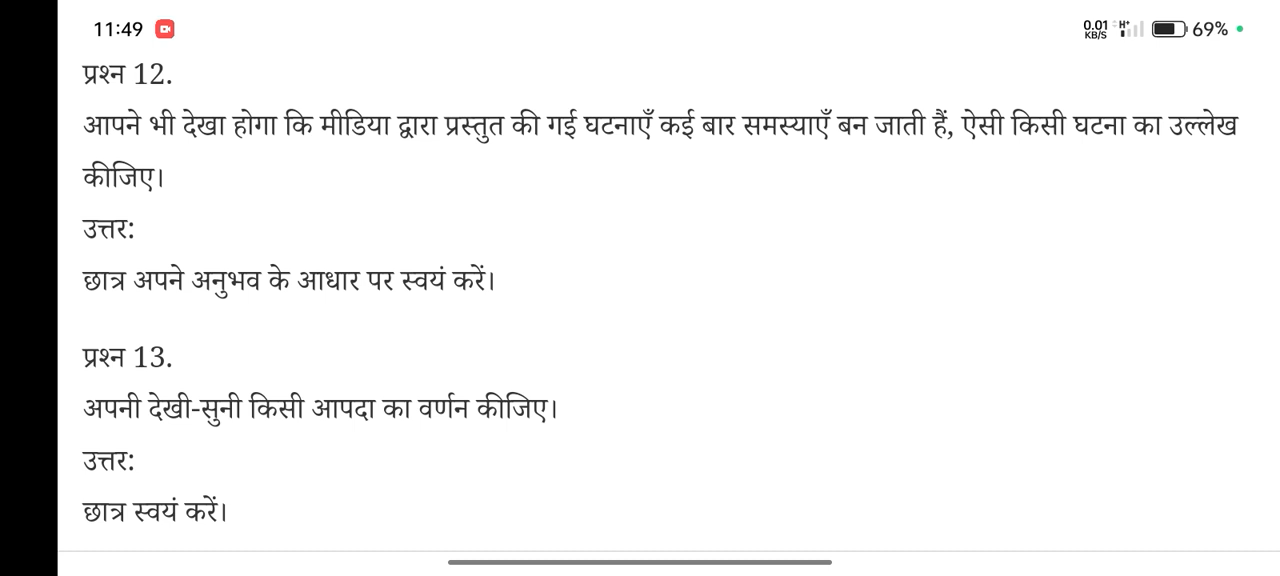 11:49 0.01 KB/S H+ 69%
प्रश्न 12.
आपने भी देखा होगा कि मीडिया द्वारा प्रस्तुत की गई घटनाएँ कई बार समस्याएँ बन जाती हैं, ऐसी किसी घटना का उल्लेख
कीजिए।
उत्तर:
छात्र अपने अनुभव के आधार पर स्वयं करें।
प्रश्न 13.
अपनी देखी-सुनी किसी आपदा का वर्णन कीजिए।
उत्तर:
छात्र स्वयं करें।